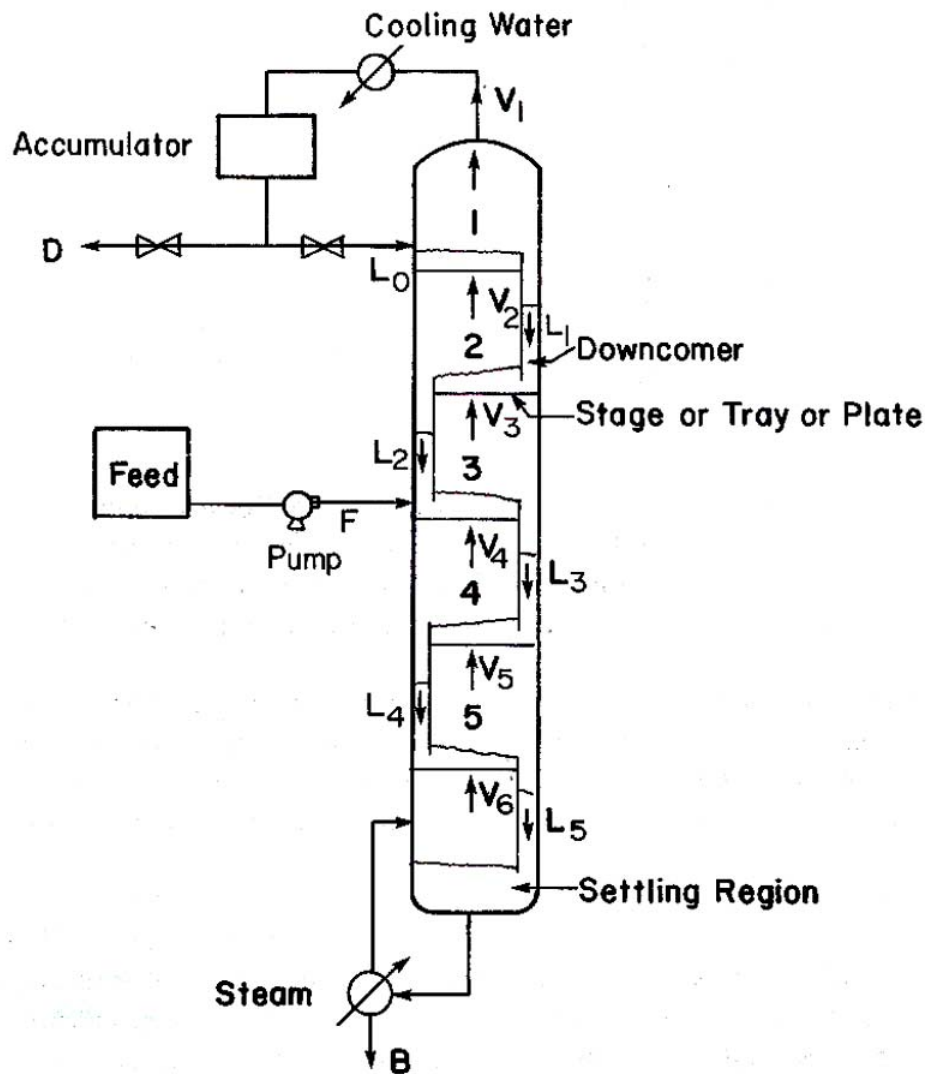 Cooling Water
V1
Accumulator
1
D
L0
V2
L1
2
Downcomer
V3
Stage or Tray or Plate
L2
3
Feed
F
V4
Pump
L3
4
V5
L4
5
V6
L5
Settling Region
Steam
B